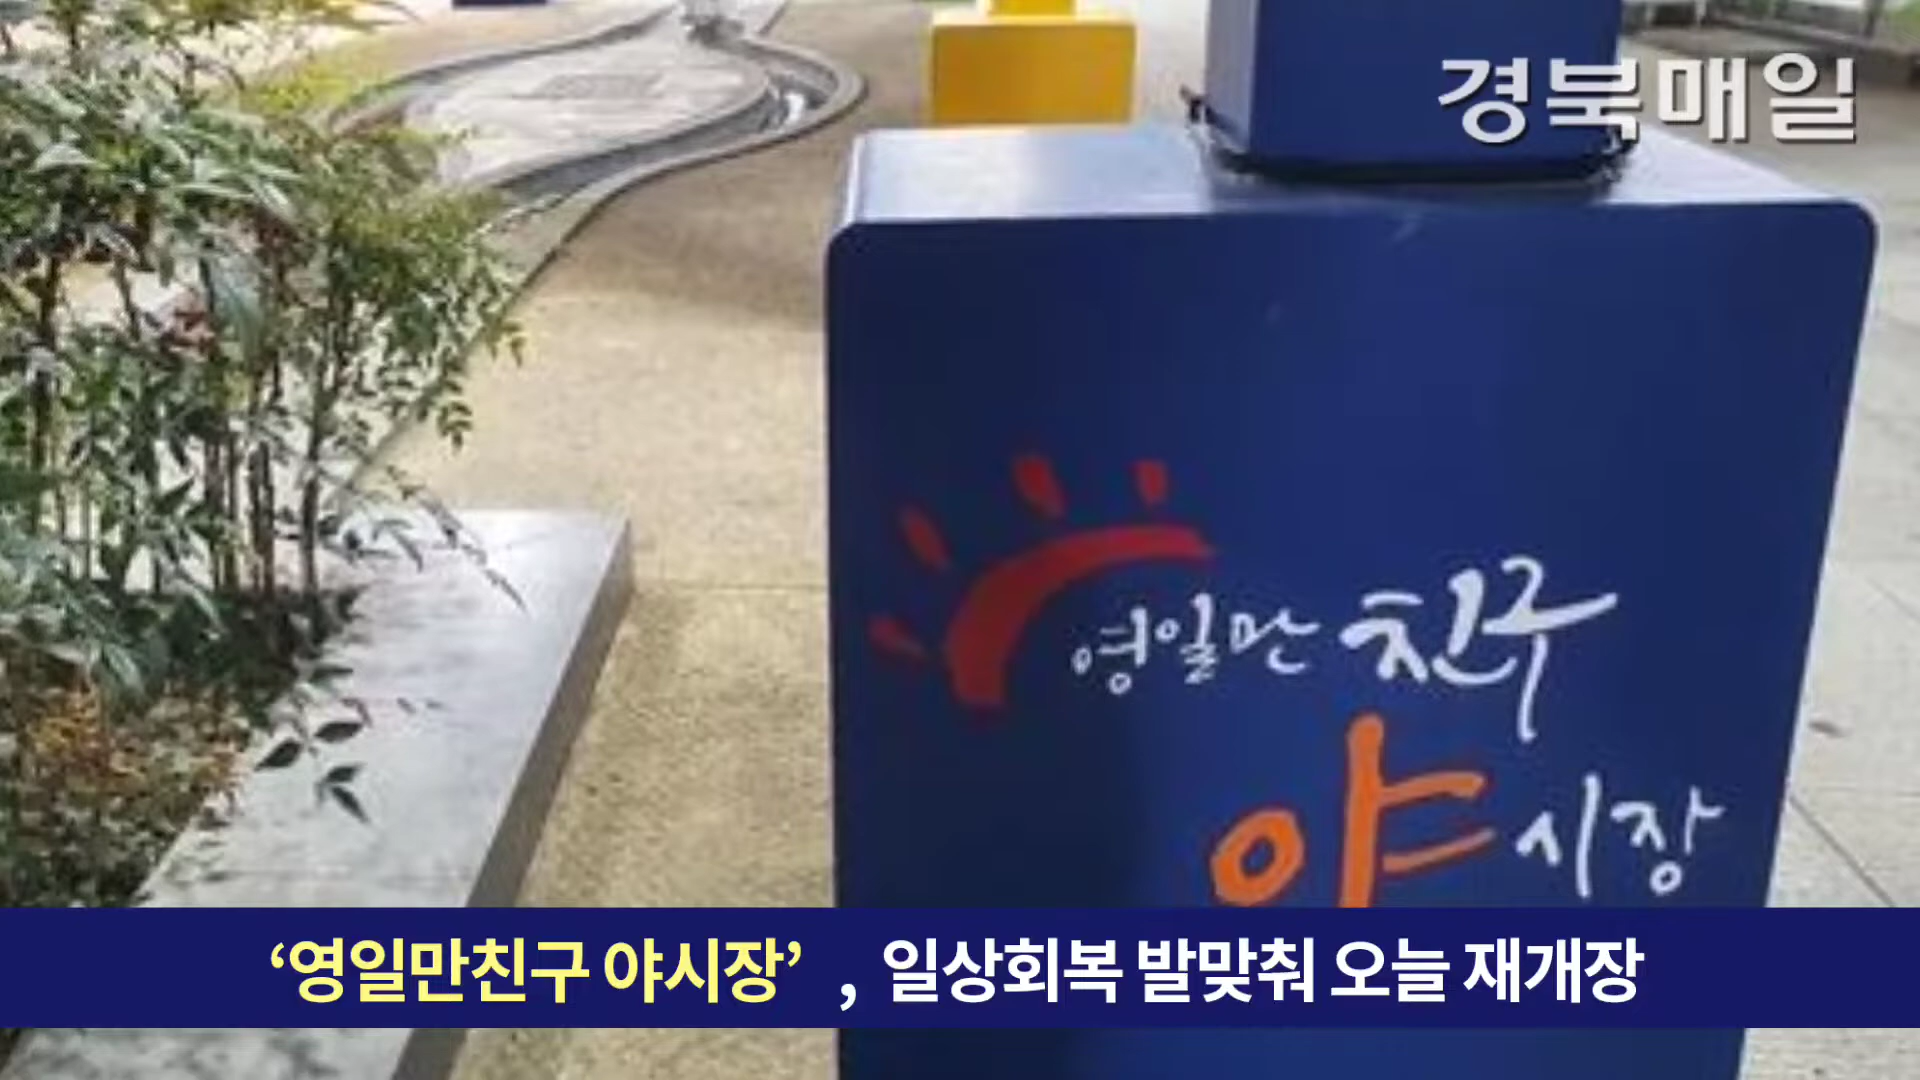 경북매일
영일만 친구
야시장
‘영일만친구 야시장’ , 일상회복 발맞춰 오늘 재개장